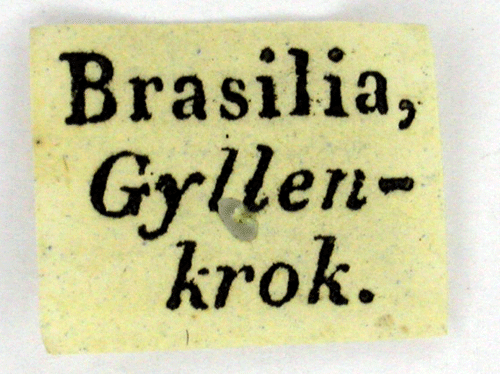 Brasilia,
Gyllen-
krok.